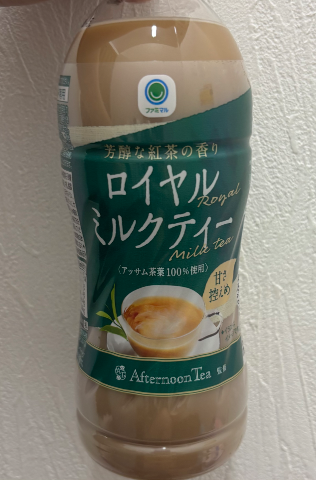 ファミマル
芳醇な紅茶の香り
ロイヤル
Royal
ミルクティー
Milk tea
(アッサム茶葉100%使用)
甘さ
控えめ
Afternoon Tea 監修